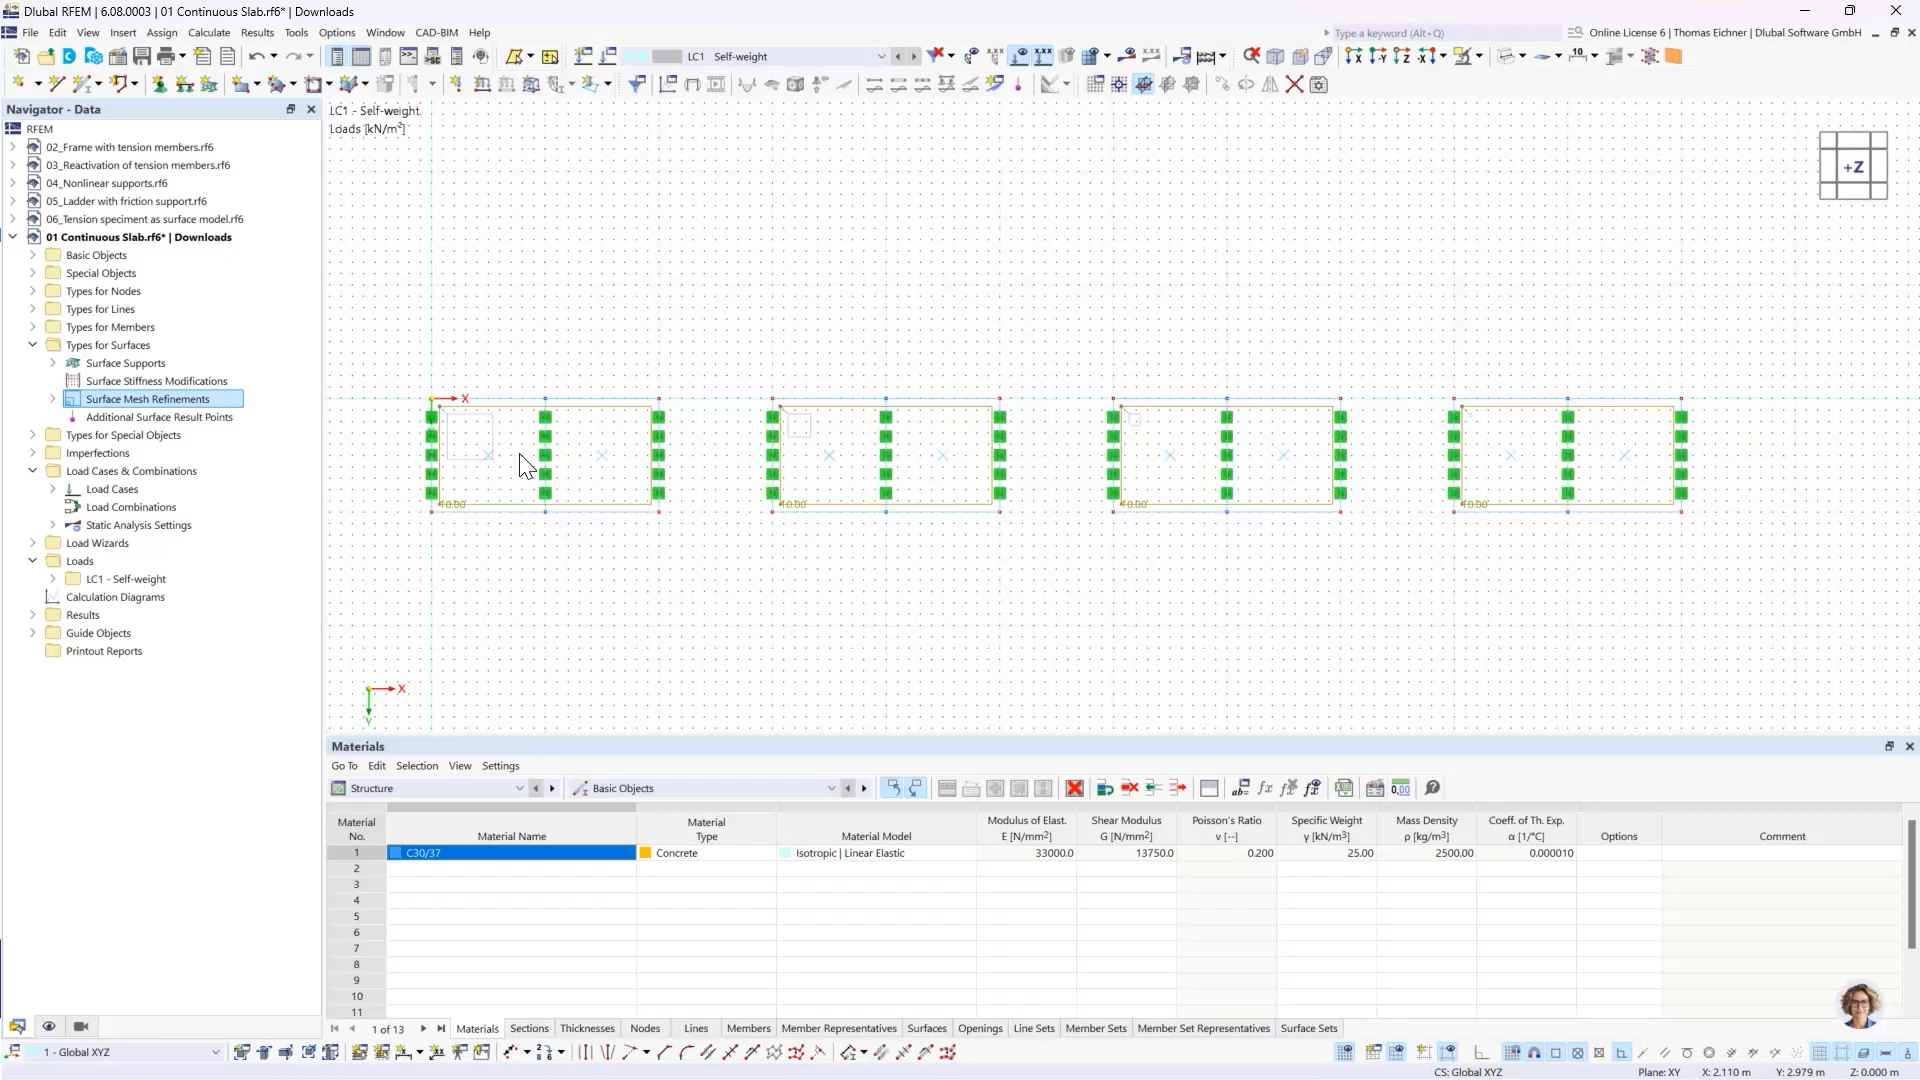 Dlubal RFEM | 6.08.0003 | 01 Continuous Slab.rf6* | Downloads
File Edit View Insert Assign Calculate Results Tools Options Window CAD-BIM Help
Type a keyword (Alt+Q)
Online License 6 | Thomas Eichner | Dlubal Software GmbH
LC1 Self-weight
Navigator - Data
RFEM
02_Frame with tension members.rf6
03_Reactivation of tension members.rf6
04_Nonlinear supports.rf6
05_Ladder with friction support.rf6
06_Tension speciment as surface model.rf6
01 Continuous Slab.rf6* | Downloads
Basic Objects
Special Objects
Types for Nodes
Types for Lines
Types for Members
Types for Surfaces
Surface Supports
Surface Stiffness Modifications
Surface Mesh Refinements
Additional Surface Result Points
Types for Special Objects
Imperfections
Load Cases & Combinations
Load Cases
Load Combinations
Static Analysis Settings
Load Wizards
Loads
LC1 - Self-weight
Calculation Diagrams
Results
Guide Objects
Printout Reports
LC1 - Self-weight
Loads [kN/m²]
+Z
X
10.00 10.00 10.00 10.00
X
Y
Materials
Go To Edit Selection View Settings
Structure
Basic Objects
Material No. Material Name Material Type Material Model Modulus of Elast. E [N/mm²] Shear Modulus G [N/mm²] Poisson's Ratio ν [--] Specific Weight γ [kN/m³] Mass Density ρ [kg/m³] Coeff. of Th. Exp. α [1/°C] Options Comment
1 C30/37 Concrete Isotropic | Linear Elastic 33000.0 13750.0 0.200 25.00 2500.00 0.000010
2
3
4
5
6
7
8
9
10
11
1 of 13 Materials Sections Thicknesses Nodes Lines Members Member Representatives Surfaces Openings Line Sets Member Sets Member Set Representatives Surface Sets
1 - Global XYZ
CS: Global XYZ Plane: XY X: 2.110 m Y: 2.979 m Z: 0.000 m